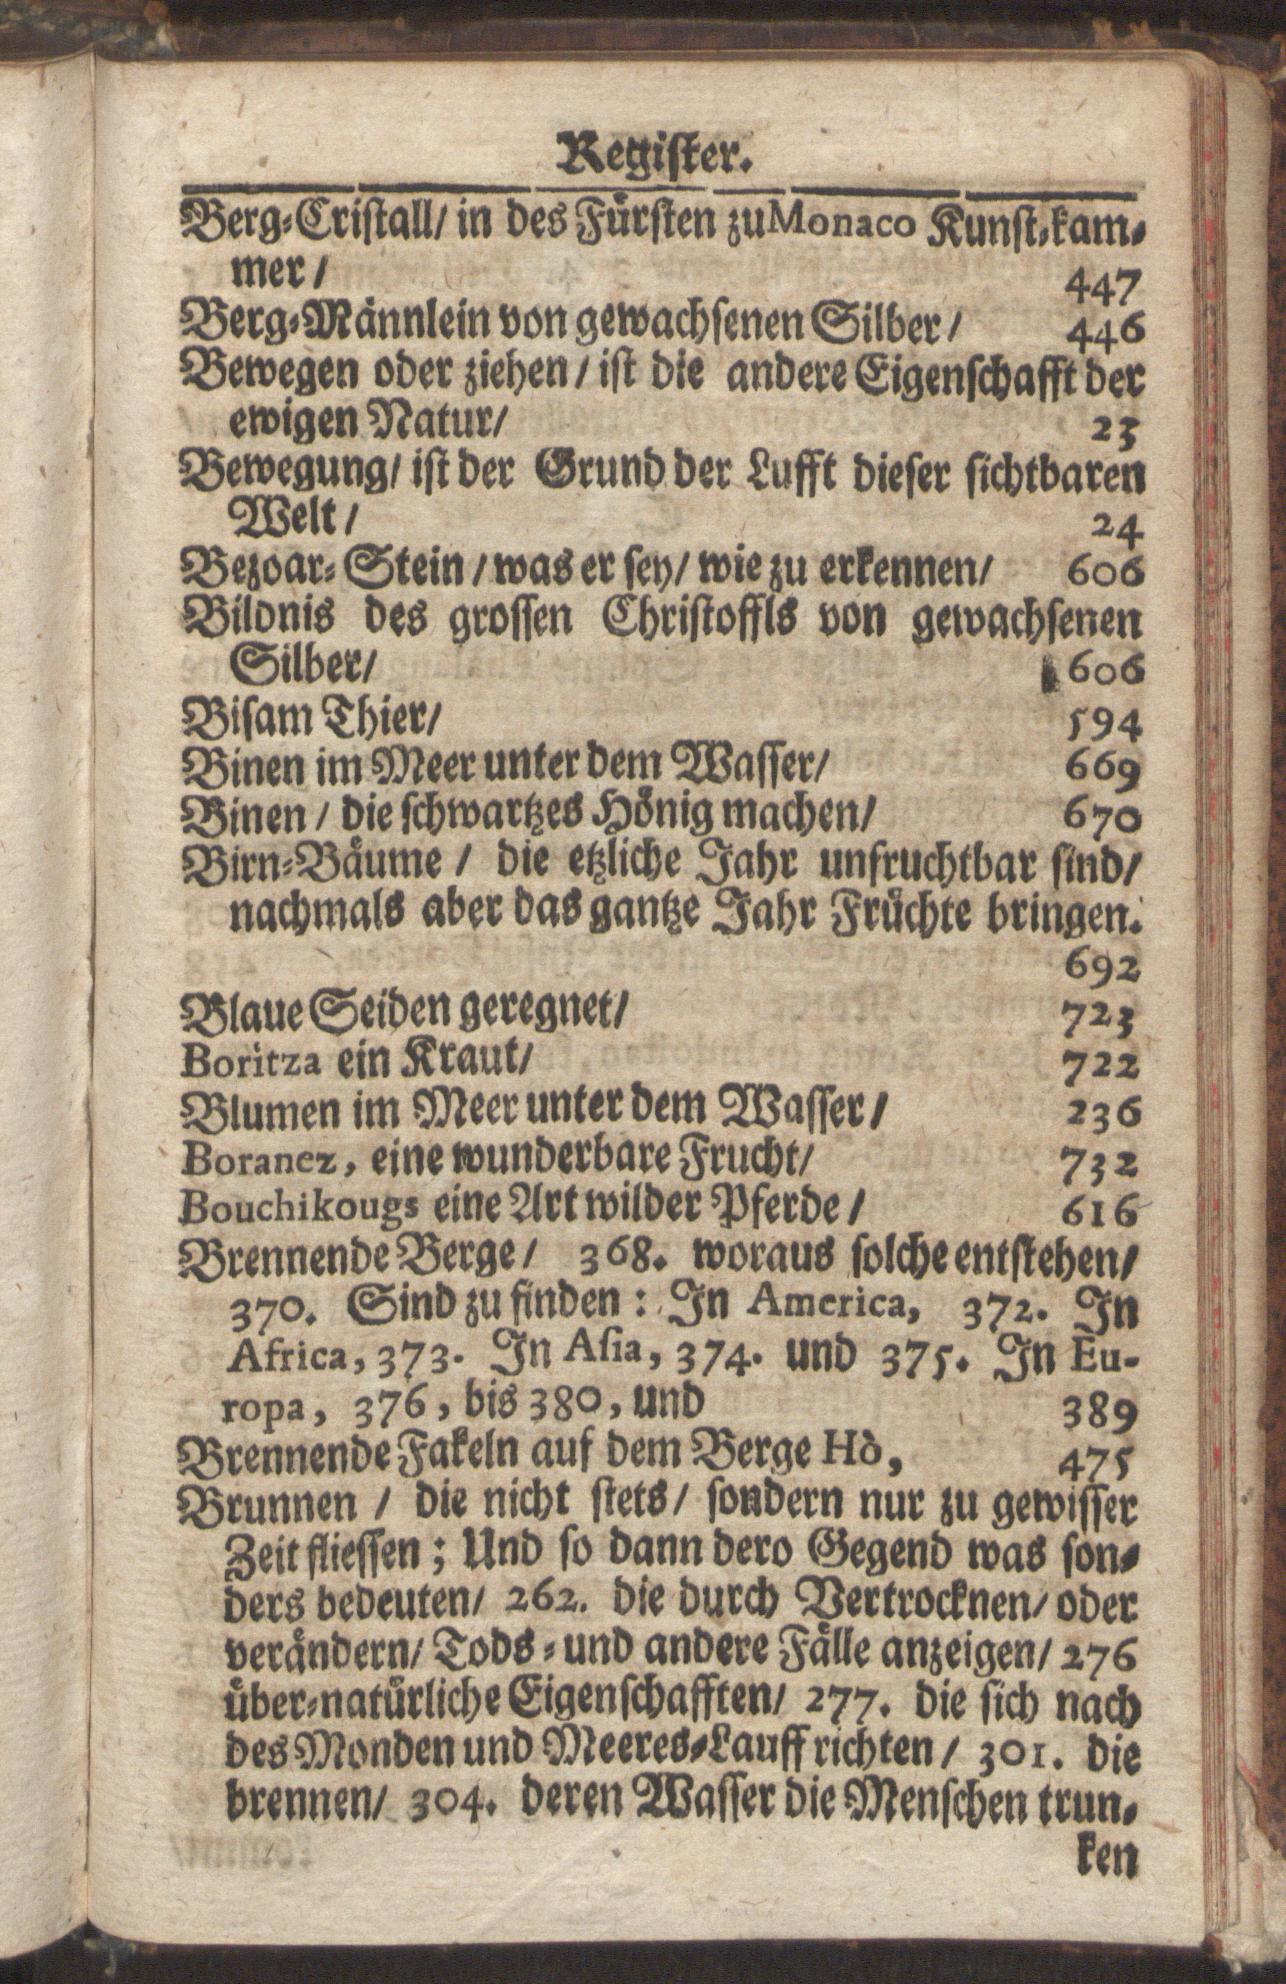 Register.
Berg-Cristall/ in des Fürsten zu Monaco Kunst-kam-
mer / 447
Berg-Männlein von gewachsenen Silber / 446
Bewegen oder ziehen / ist die andere Eigenschafft der
ewigen Natur/ 23
Bewegung/ ist der Grund der Lufft dieser sichtbaren
Welt / 24
Bezoar-Stein / was er sey/ wie zu erkennen/ 606
Bildnis des grossen Christoffls von gewachsenen
Silber/ 606
Bisam Thier/ 594
Binen im Meer unter dem Wasser/ 669
Binen / die schwartzes Hönig machen/ 670
Birn-Bäume / die etzliche Jahr unfruchtbar sind/
nachmals aber das gantze Jahr Früchte bringen.
692
Blaue Seiden geregnet/ 723
Boritza ein Kraut/ 722
Blumen im Meer unter dem Wasser / 236
Boranez, eine wunderbare Frucht/ 732
Bouchikougs eine Art wilder Pferde / 616
Brennende Berge / 368. woraus solche entstehen/
370. Sind zu finden: In America, 372. In
Africa, 373. In Asia, 374. und 375. In Eu-
ropa, 376, bis 380, und 389
Brennende Fakeln auf dem Berge Hò, 475
Brunnen / die nicht stets / sondern nur zu gewisser
Zeit fliessen; Und so dann dero Gegend was son-
ders bedeuten/ 262. die durch Vertrocknen/ oder
verändern/ Tods- und andere Fälle anzeigen/ 276
über-natürliche Eigenschafften/ 277. die sich nach
des Monden und Meeres-Lauff richten / 301. die
brennen/ 304. deren Wasser die Menschen trun-
ken